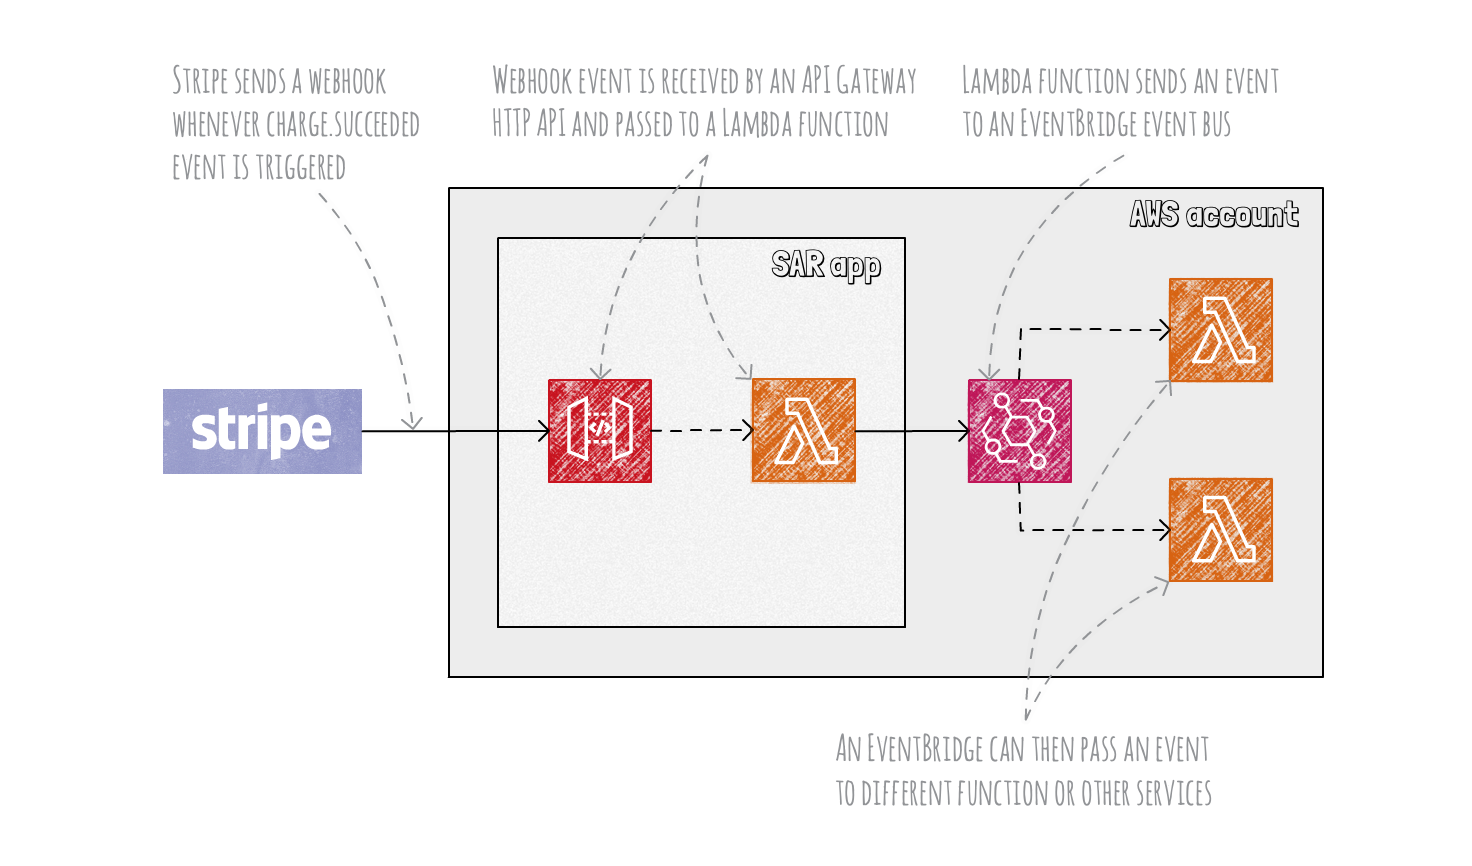 Stripe sends a webhook
whenever charge.succeeded
event is triggered
Webhook event is received by an API Gateway
HTTP API and passed to a Lambda function
Lambda function sends an event
to an EventBridge event bus
AWS account
SAR app
stripe
</>
An EventBridge can then pass an event
to different function or other services